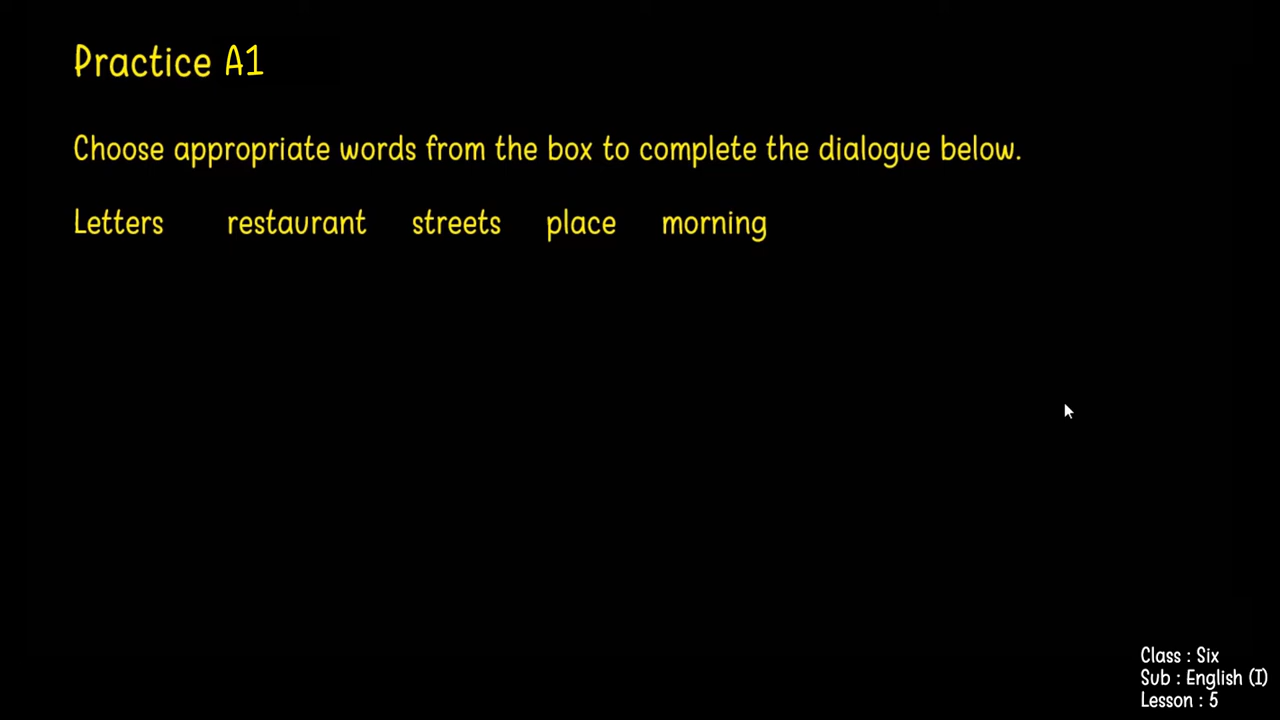 Practice A1
Choose appropriate words from the box to complete the dialogue below.
Letters restaurant streets place morning
Class : Six
Sub : English (I)
Lesson : 5